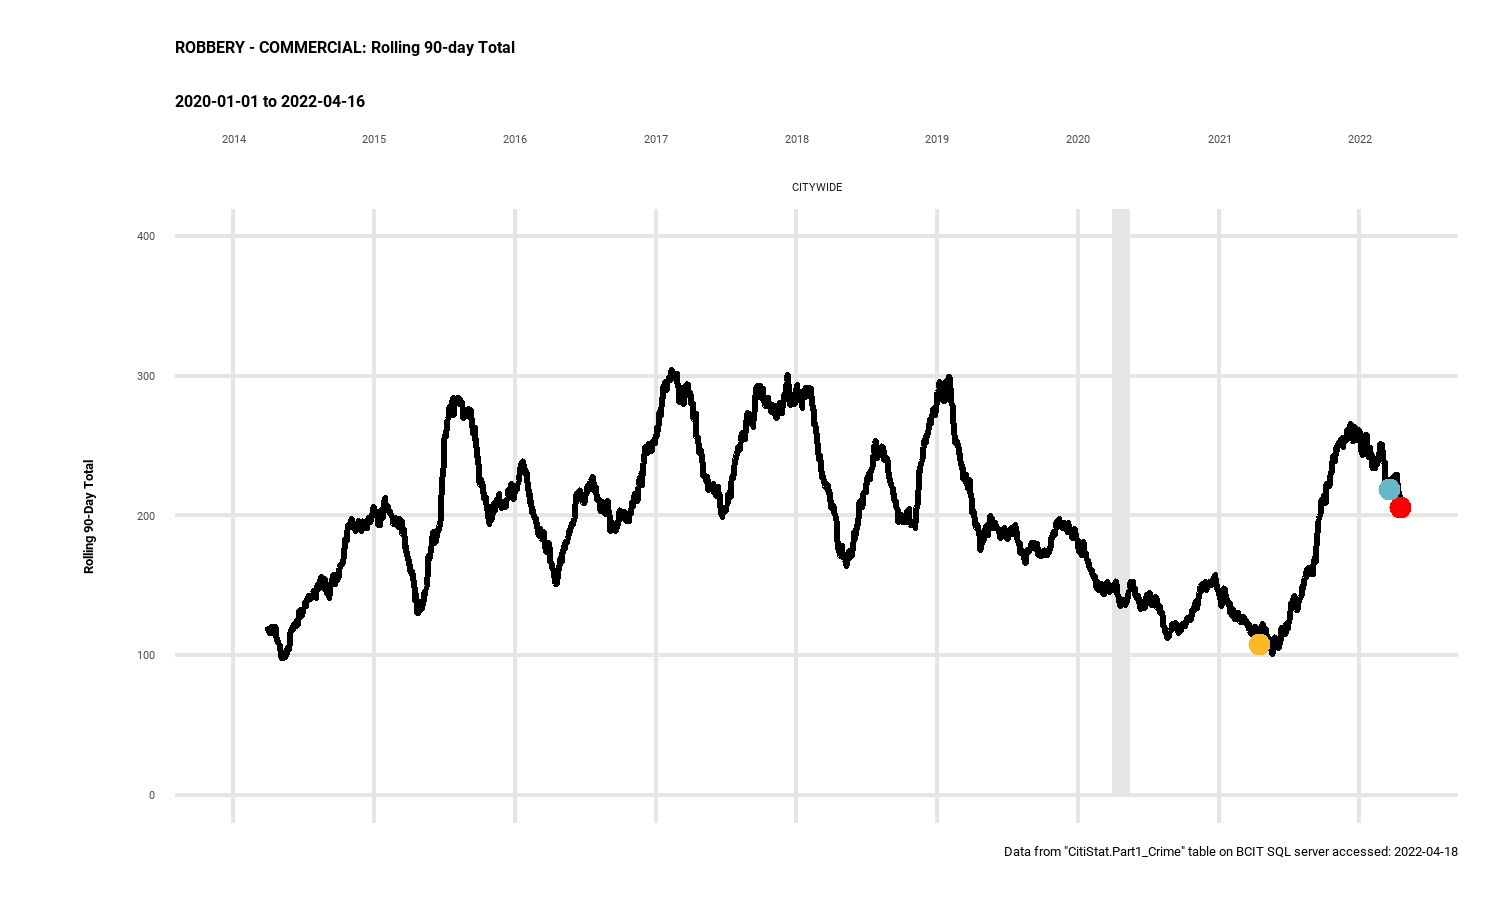 ROBBERY - COMMERCIAL: Rolling 90-day Total
2020-01-01 to 2022-04-16
2014 2015 2016 2017 2018 2019 2020 2021 2022
CITYWIDE
400
300
200
100
0
Rolling 90-Day Total
Data from "CitiStat.Part1_Crime" table on BCIT SQL server accessed: 2022-04-18